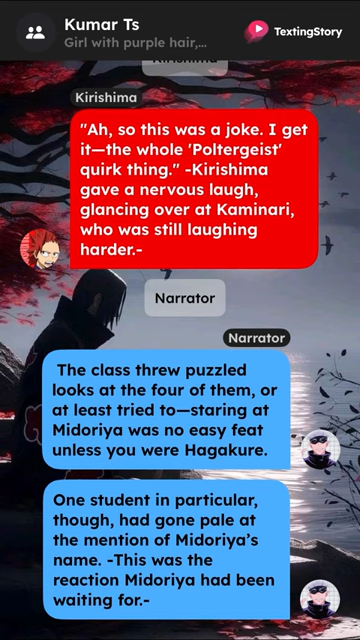 Kumar Ts
Girl with purple hair,...
TextingStory
Kirishima
Kirishima
"Ah, so this was a joke. I get
it—the whole 'Poltergeist'
quirk thing." -Kirishima
gave a nervous laugh,
glancing over at Kaminari,
who was still laughing
harder.-
Narrator
Narrator
The class threw puzzled
looks at the four of them, or
at least tried to—staring at
Midoriya was no easy feat
unless you were Hagakure.
One student in particular,
though, had gone pale at
the mention of Midoriya’s
name. -This was the
reaction Midoriya had been
waiting for.-